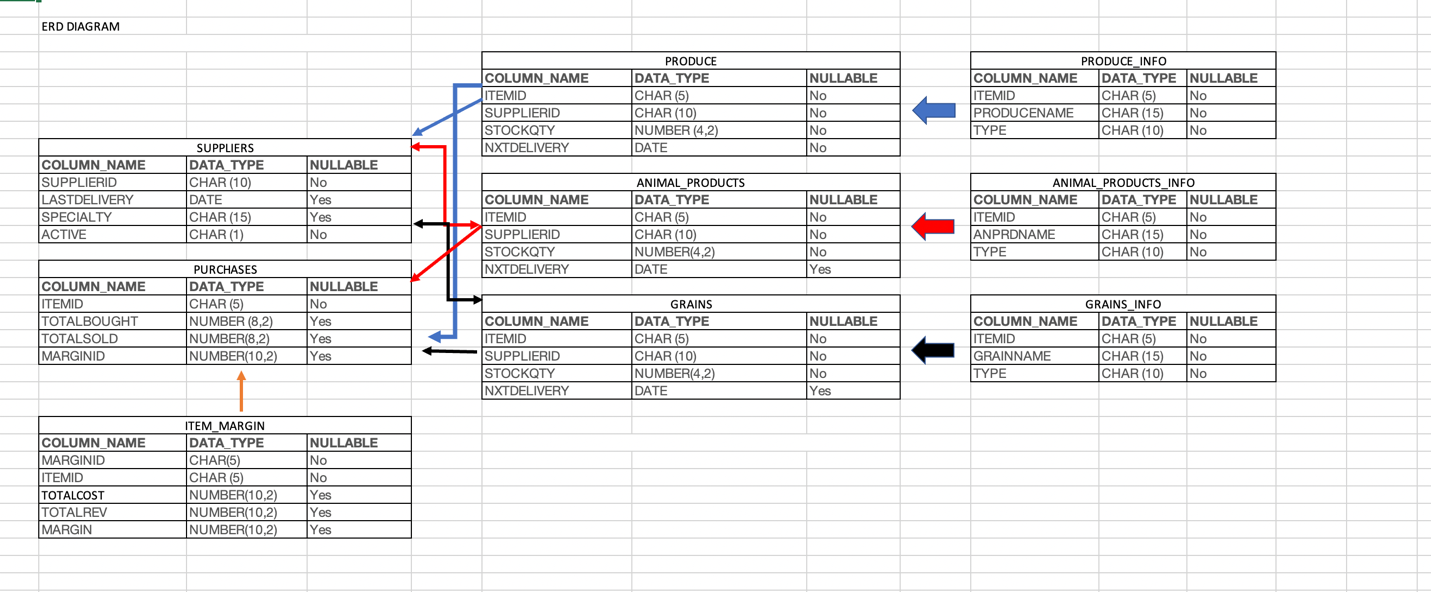 ERD DIAGRAM
PRODUCE
COLUMN_NAME DATA_TYPE NULLABLE
ITEMID CHAR (5) No
SUPPLIERID CHAR (10) No
STOCKQTY NUMBER (4,2) No
NXTDELIVERY DATE No
PRODUCE_INFO
COLUMN_NAME DATA_TYPE NULLABLE
ITEMID CHAR (5) No
PRODUCENAME CHAR (15) No
TYPE CHAR (10) No
SUPPLIERS
COLUMN_NAME DATA_TYPE NULLABLE
SUPPLIERID CHAR (10) No
LASTDELIVERY DATE Yes
SPECIALTY CHAR (15) Yes
ACTIVE CHAR (1) No
ANIMAL_PRODUCTS
COLUMN_NAME DATA_TYPE NULLABLE
ITEMID CHAR (5) No
SUPPLIERID CHAR (10) No
STOCKQTY NUMBER(4,2) No
NXTDELIVERY DATE Yes
ANIMAL_PRODUCTS_INFO
COLUMN_NAME DATA_TYPE NULLABLE
ITEMID CHAR (5) No
ANPRDNAME CHAR (15) No
TYPE CHAR (10) No
PURCHASES
COLUMN_NAME DATA_TYPE NULLABLE
ITEMID CHAR (5) No
TOTALBOUGHT NUMBER (8,2) Yes
TOTALSOLD NUMBER(8,2) Yes
MARGINID NUMBER(10,2) Yes
GRAINS
COLUMN_NAME DATA_TYPE NULLABLE
ITEMID CHAR (5) No
SUPPLIERID CHAR (10) No
STOCKQTY NUMBER(4,2) No
NXTDELIVERY DATE Yes
GRAINS_INFO
COLUMN_NAME DATA_TYPE NULLABLE
ITEMID CHAR (5) No
GRAINNAME CHAR (15) No
TYPE CHAR (10) No
ITEM_MARGIN
COLUMN_NAME DATA_TYPE NULLABLE
MARGINID CHAR(5) No
ITEMID CHAR (5) No
TOTALCOST NUMBER(10,2) Yes
TOTALREV NUMBER(10,2) Yes
MARGIN NUMBER(10,2) Yes